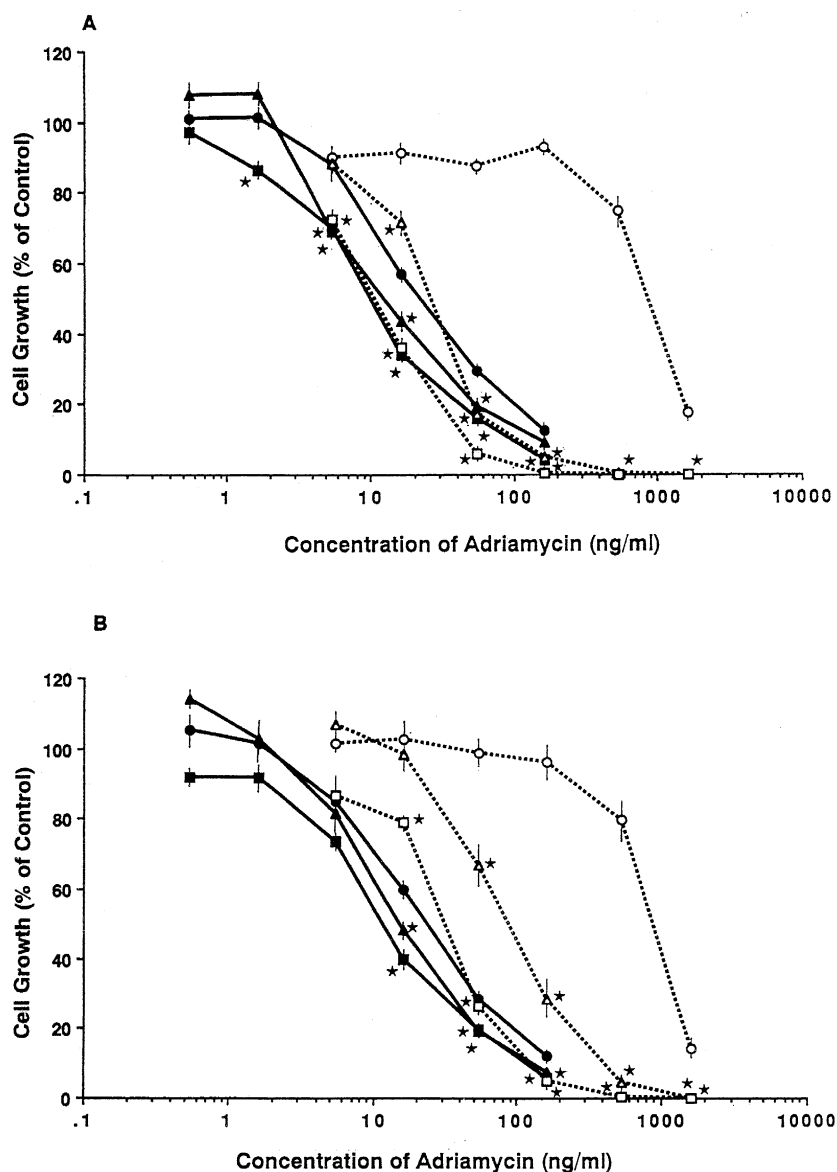 A
120
100
80
60
40
20
0
Cell Growth (% of Control)
.1 1 10 100 1000 10000
Concentration of Adriamycin (ng/ml)
B
120
100
80
60
40
20
0
Cell Growth (% of Control)
.1 1 10 100 1000 10000
Concentration of Adriamycin (ng/ml)